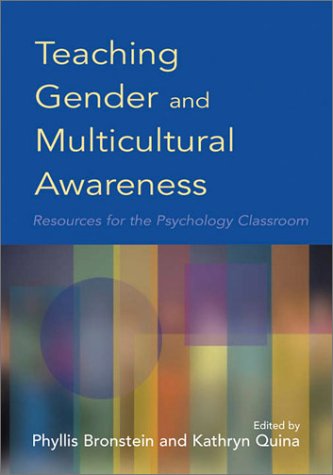 Teaching
Gender and
Multicultural
Awareness
Resources for the Psychology Classroom
Edited by
Phyllis Bronstein and Kathryn Quina